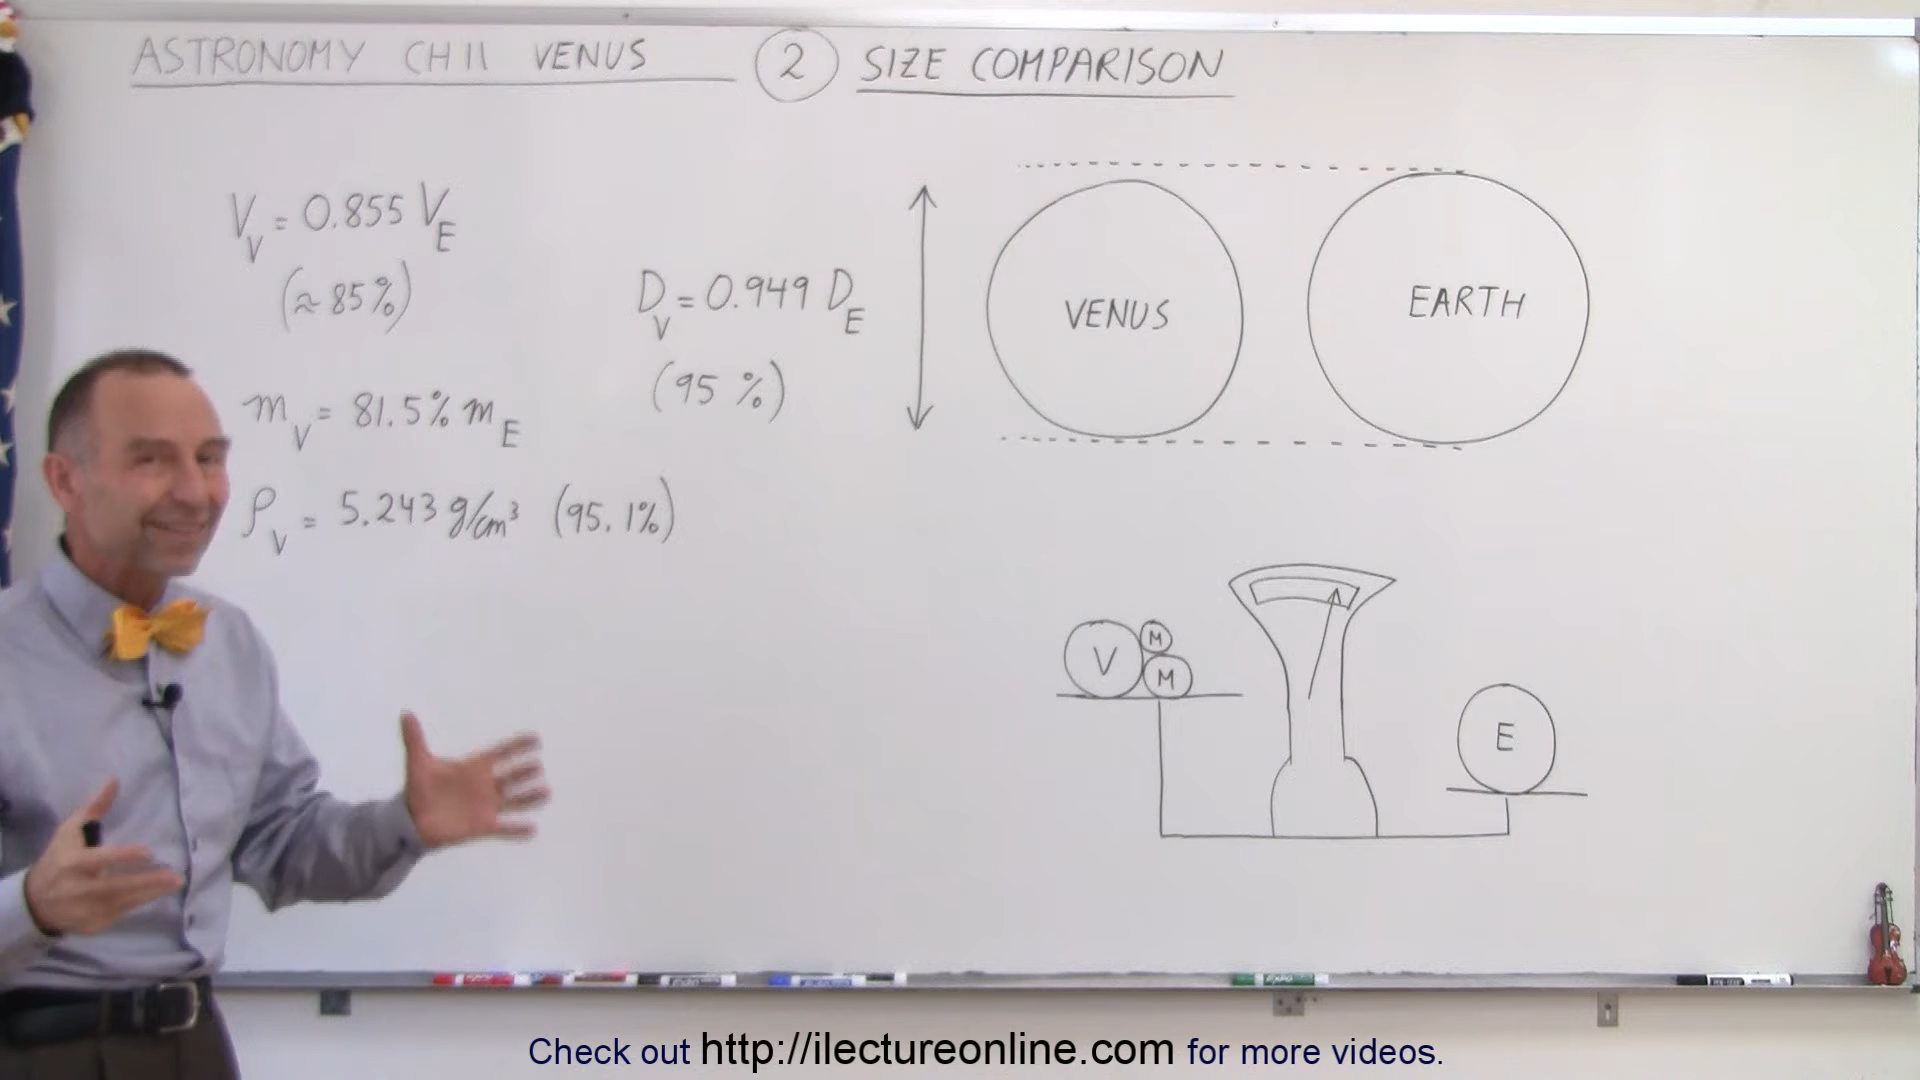 ASTRONOMY CH 11 VENUS ② SIZE COMPARISON
V_V = 0.855 V_E
(≈ 85%)
m_V = 81.5% m_E
ρ_V = 5.243 g/cm³ (95.1%)
D_V = 0.949 D_E
(95 %)
VENUS
EARTH
V
M
M
E
EXPO
Check out http://ilectureonline.com for more videos.